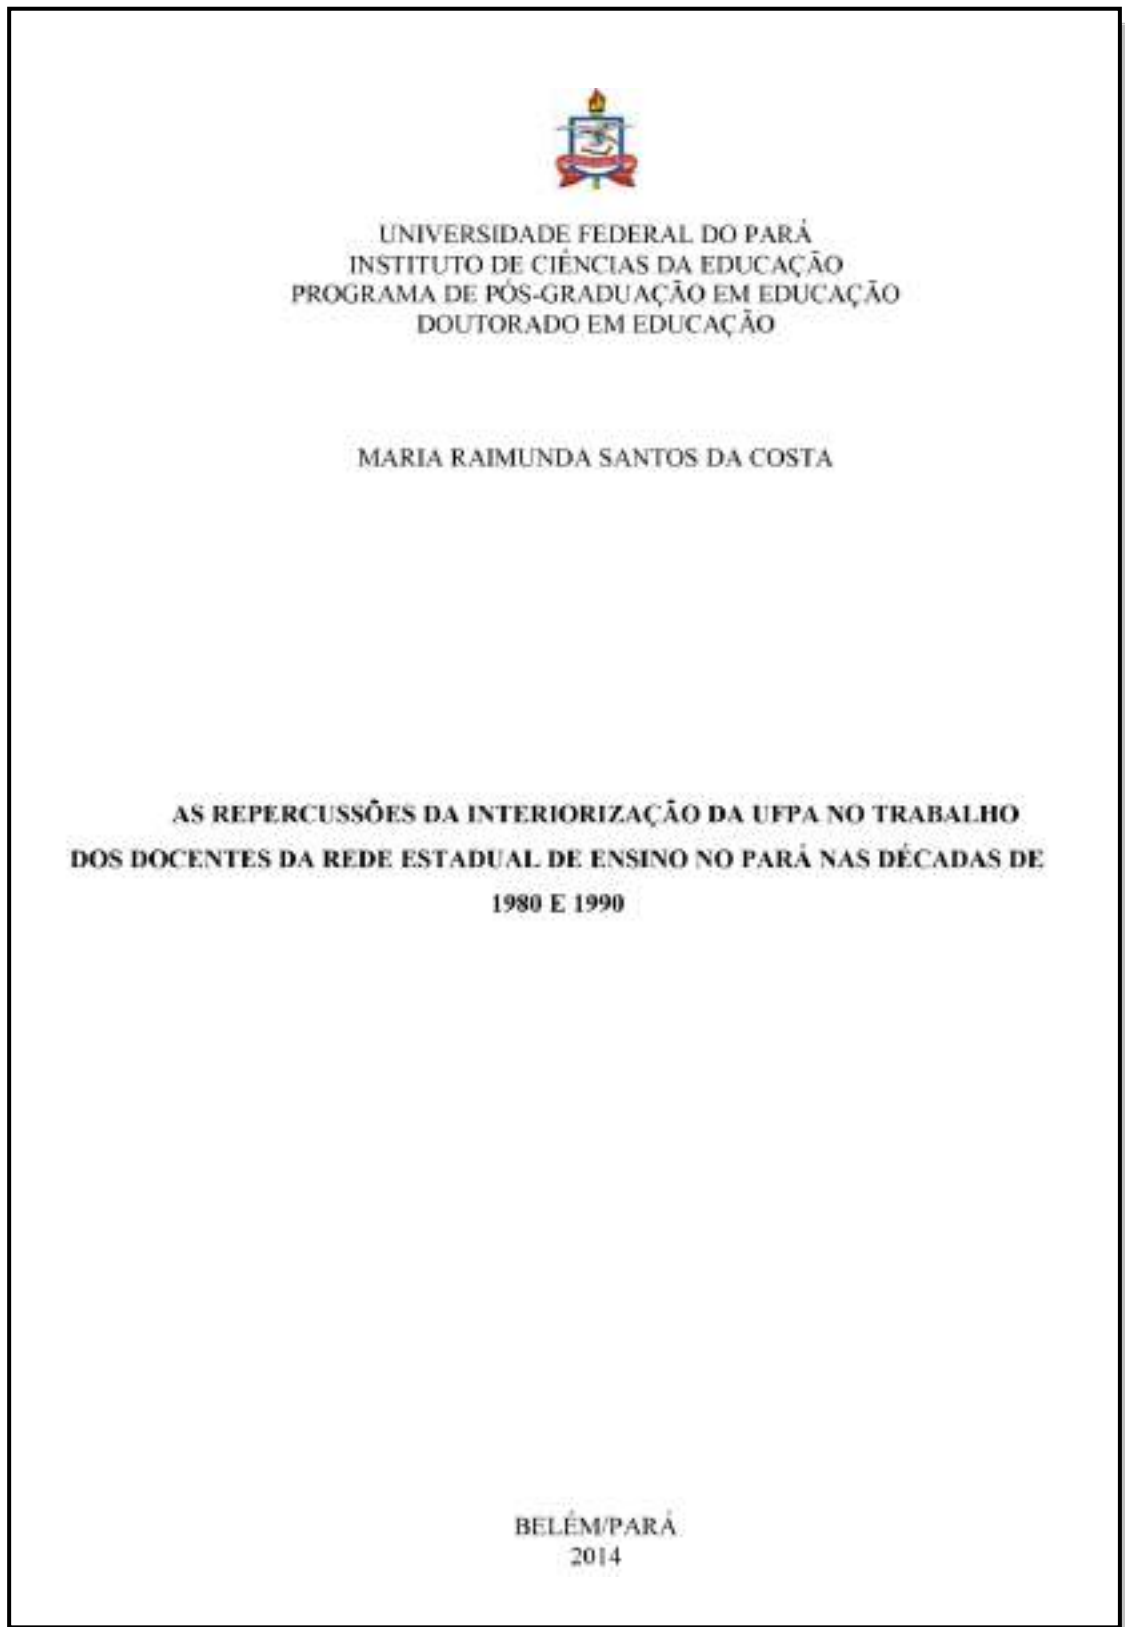 UNIVERSIDADE FEDERAL DO PARÁ
INSTITUTO DE CIÊNCIAS DA EDUCAÇÃO
PROGRAMA DE PÓS-GRADUAÇÃO EM EDUCAÇÃO
DOUTORADO EM EDUCAÇÃO
MARIA RAIMUNDA SANTOS DA COSTA
AS REPERCUSSÕES DA INTERIORIZAÇÃO DA UFPA NO TRABALHO
DOS DOCENTES DA REDE ESTADUAL DE ENSINO NO PARÁ NAS DÉCADAS DE
1980 E 1990
BELÉM/PARÁ
2014